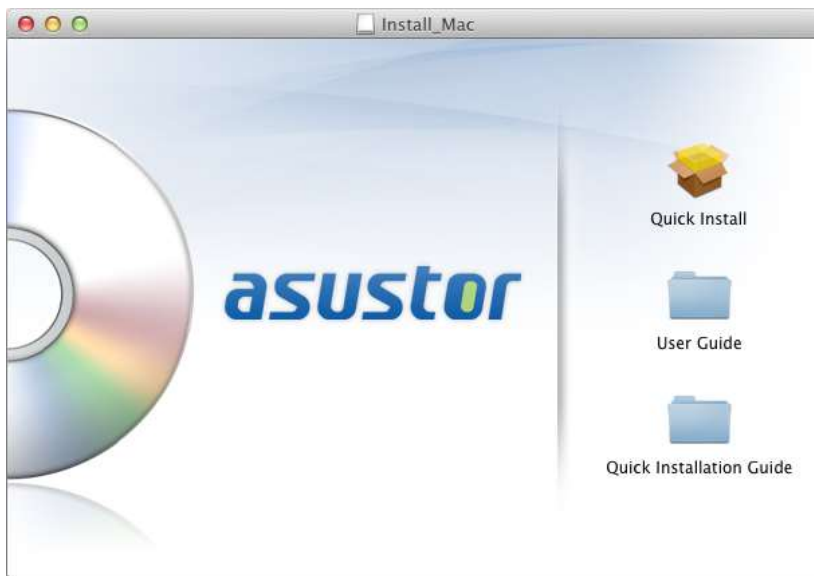 Install_Mac
asustor
Quick Install
User Guide
Quick Installation Guide